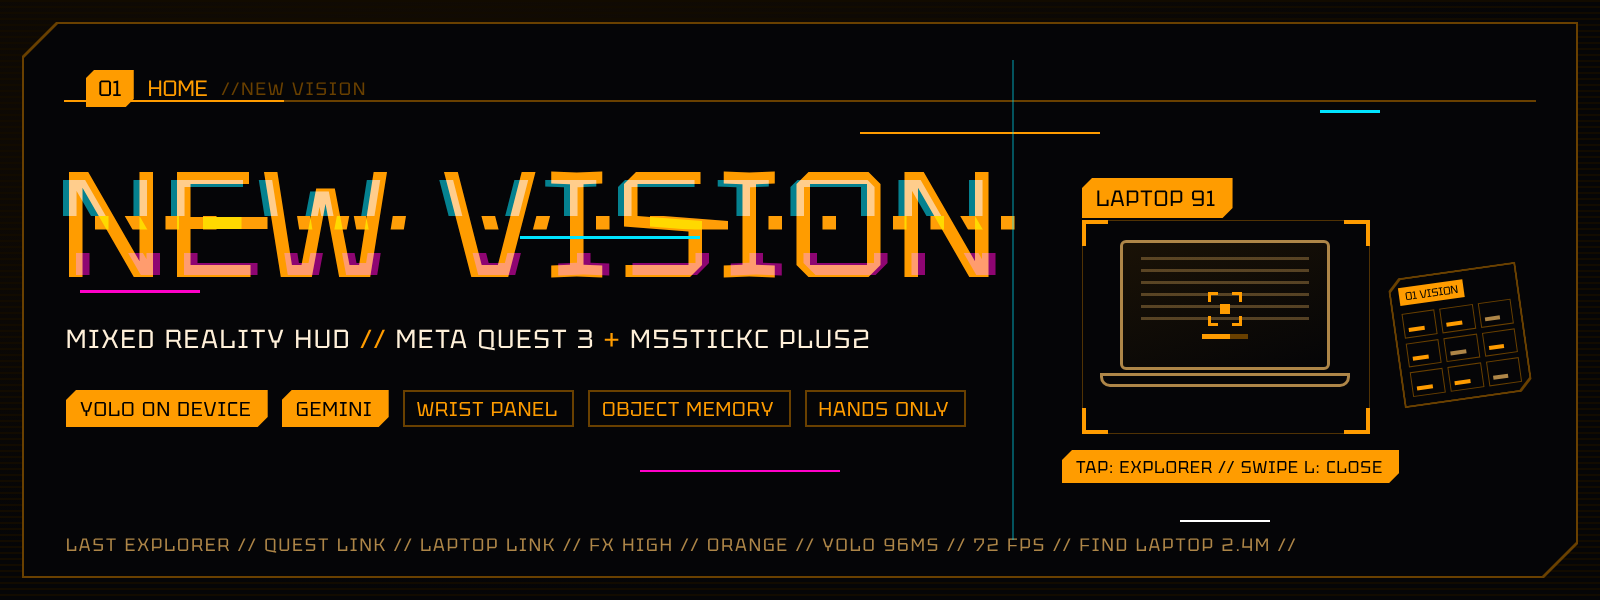 01 HOME //NEW VISION
NEW VISION
MIXED REALITY HUD // META QUEST 3 + M5STICKC PLUS2
YOLO ON DEVICE GEMINI WRIST PANEL OBJECT MEMORY HANDS ONLY
LAPTOP 91
01 VISION
TAP: EXPLORER // SWIPE L: CLOSE
LAST EXPLORER // QUEST LINK // LAPTOP LINK // FX HIGH // ORANGE // YOLO 96MS // 72 FPS // FIND LAPTOP 2.4M //